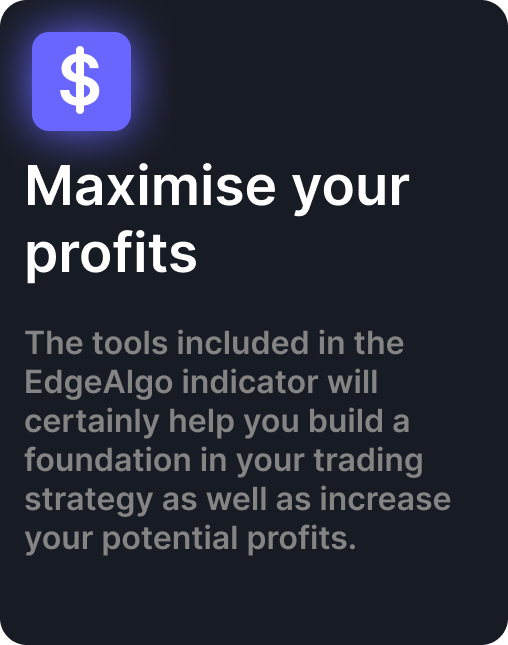 $
Maximise your
profits
The tools included in the
EdgeAlgo indicator will
certainly help you build a
foundation in your trading
strategy as well as increase
your potential profits.